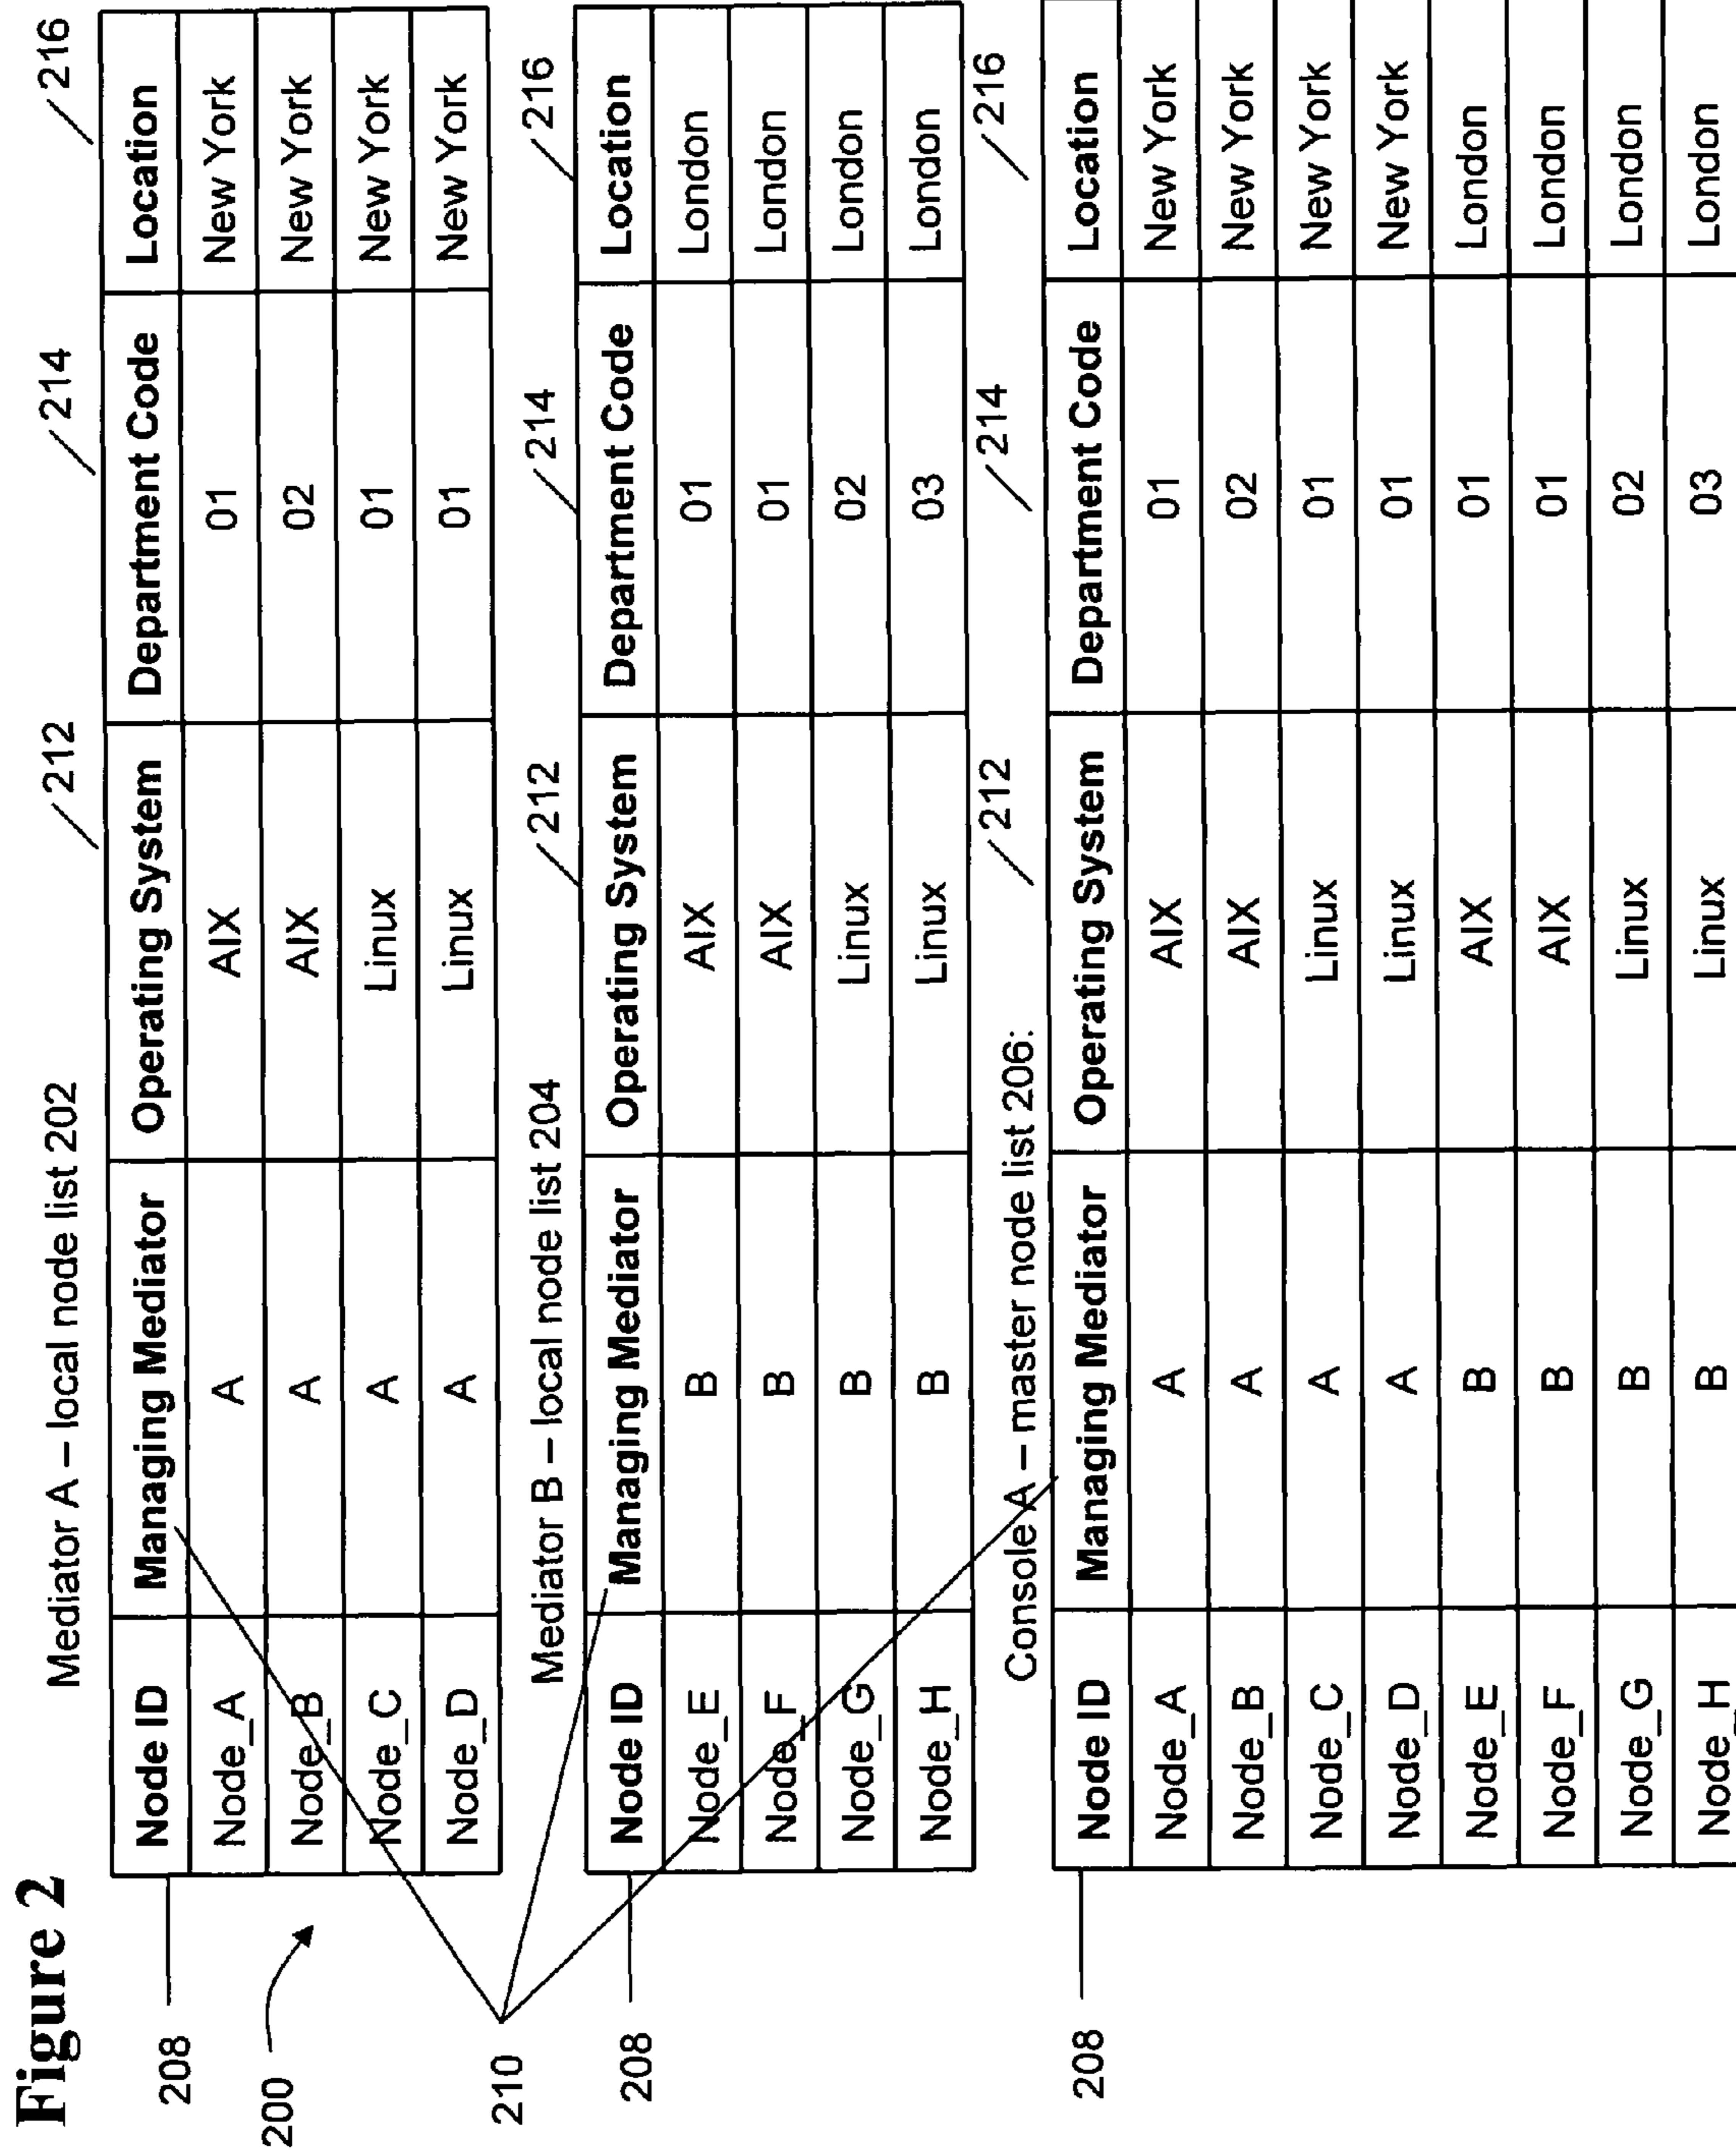 Figure 2
Mediator A – local node list 202
212
214
216
208
Node ID Managing Mediator Operating System Department Code Location
Node_A A AIX 01 New York
Node_B A AIX 02 New York
Node_C A Linux 01 New York
Node_D A Linux 01 New York
200
210
Mediator B – local node list 204
212
214
216
208
Node ID Managing Mediator Operating System Department Code Location
Node_E B AIX 01 London
Node_F B AIX 01 London
Node_G B Linux 02 London
Node_H B Linux 03 London
Console A – master node list 206:
212
214
216
208
Node ID Managing Mediator Operating System Department Code Location
Node_A A AIX 01 New York
Node_B A AIX 02 New York
Node_C A Linux 01 New York
Node_D A Linux 01 New York
Node_E B AIX 01 London
Node_F B AIX 01 London
Node_G B Linux 02 London
Node_H B Linux 03 London